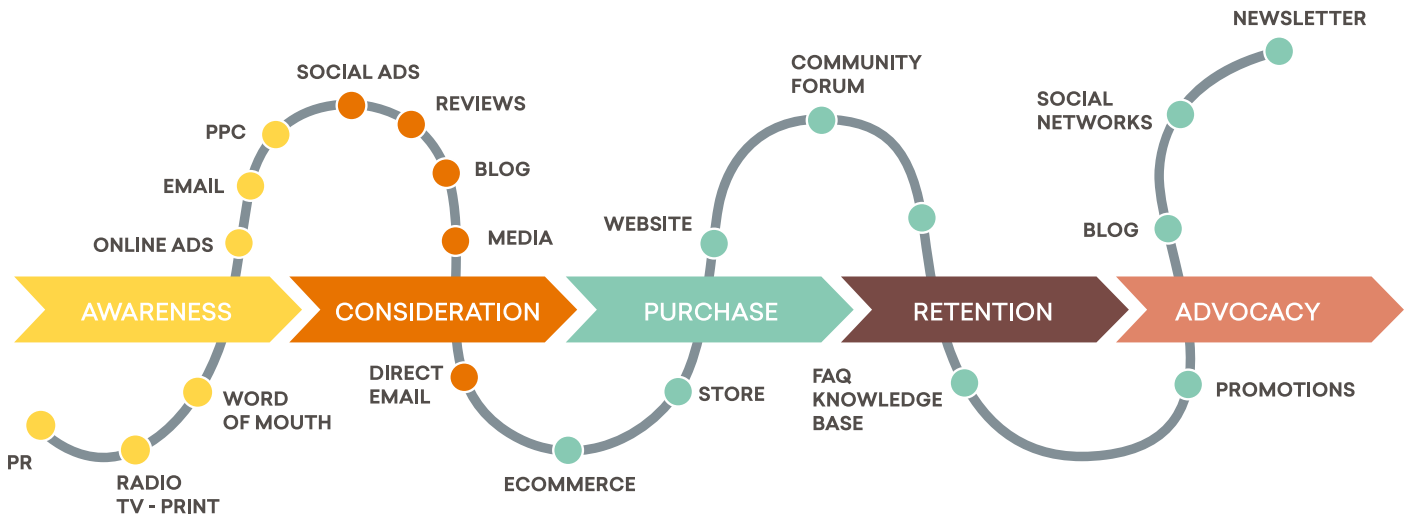 NEWSLETTER
SOCIAL ADS
COMMUNITY
FORUM
REVIEWS
SOCIAL
NETWORKS
PPC
BLOG
EMAIL
WEBSITE
BLOG
ONLINE ADS
MEDIA
AWARENESS
CONSIDERATION
PURCHASE
RETENTION
ADVOCACY
DIRECT
EMAIL
FAQ
KNOWLEDGE
BASE
STORE
PROMOTIONS
WORD
OF MOUTH
PR
RADIO
TV - PRINT
ECOMMERCE